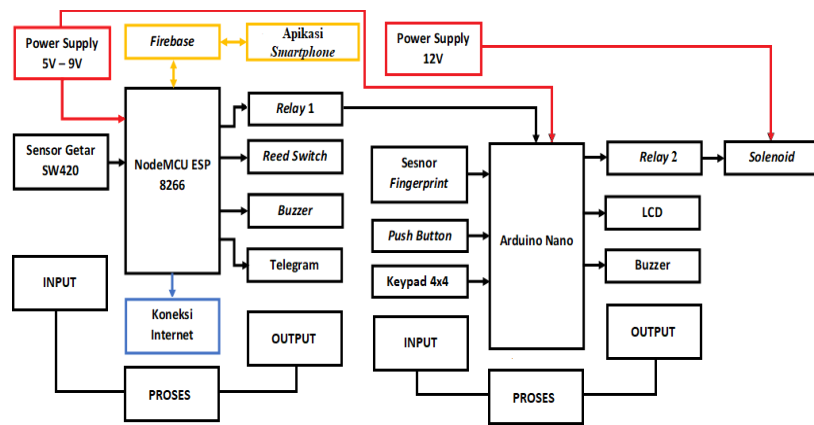 Power Supply
5V – 9V
Firebase
Apikasi
Smartphone
Power Supply
12V
Sensor Getar
SW420
NodeMCU ESP
8266
Relay 1
Reed Switch
Buzzer
Telegram
Koneksi
Internet
INPUT
PROSES
OUTPUT
Sesnor
Fingerprint
Push Button
Keypad 4x4
Arduino Nano
Relay 2
Solenoid
LCD
Buzzer
INPUT
PROSES
OUTPUT